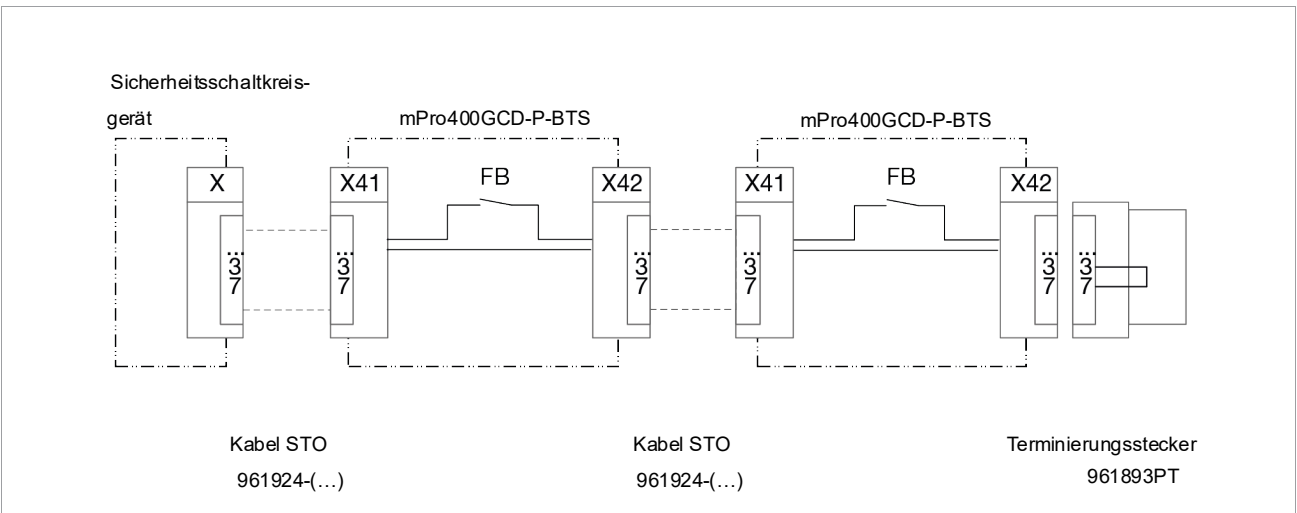 Sicherheitsschaltkreis-
gerät
mPro400GCD-P-BTS
mPro400GCD-P-BTS
X
X41
FB
X42
X41
FB
X42
...
3
7
...
3
7
...
3
7
...
3
7
...
3
7
...
3
7
Kabel STO
961924-(…)
Kabel STO
961924-(…)
Terminierungsstecker
961893PT